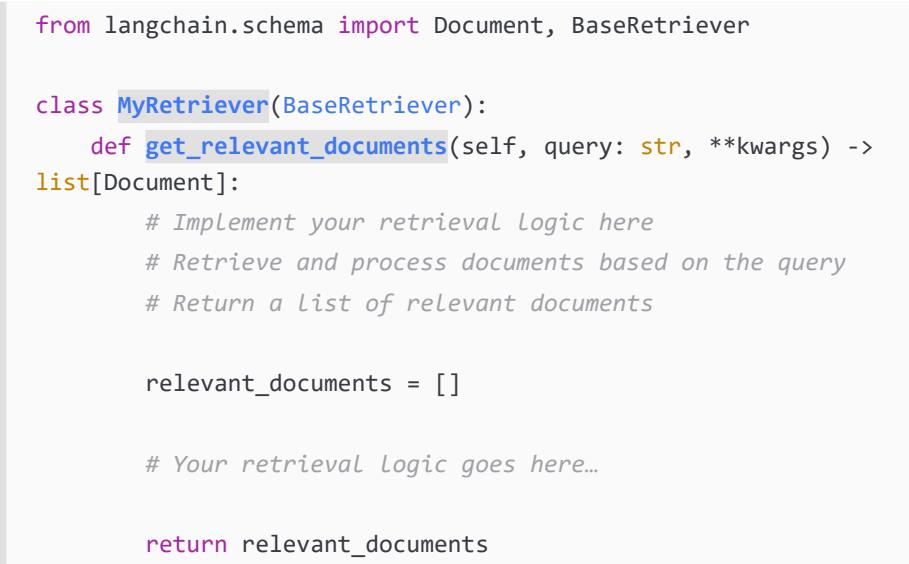 from langchain.schema import Document, BaseRetriever
class MyRetriever(BaseRetriever):
    def get_relevant_documents(self, query: str, **kwargs) ->
list[Document]:
        # Implement your retrieval logic here
        # Retrieve and process documents based on the query
        # Return a list of relevant documents
        relevant_documents = []
        # Your retrieval logic goes here…
        return relevant_documents